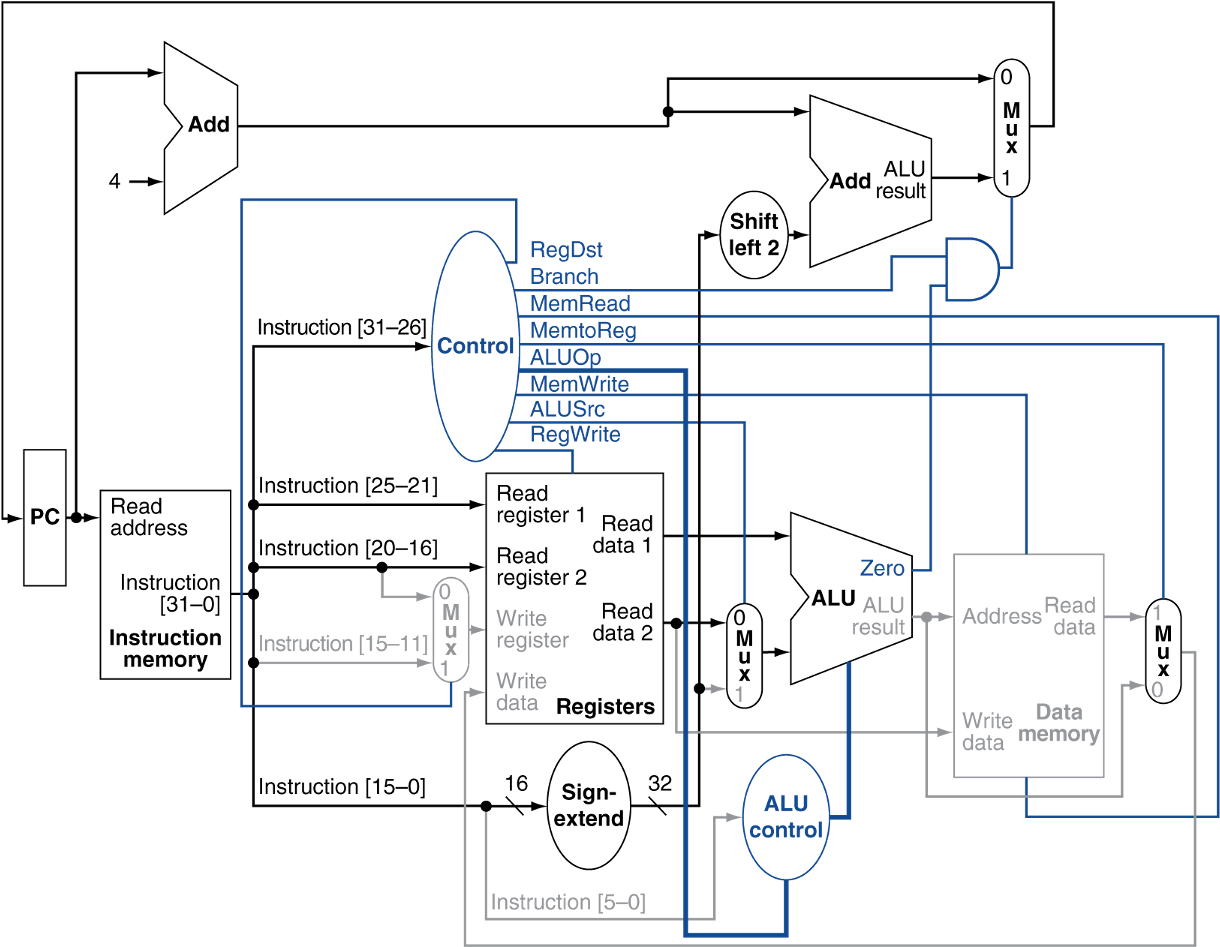 0
M
u
x
1
Add
4
Add
ALU
result
Shift
left 2
RegDst
Branch
MemRead
MemtoReg
ALUOp
MemWrite
ALUSrc
RegWrite
Control
Instruction [31–26]
Instruction [25–21]
Instruction [20–16]
Instruction [15–11]
Instruction [15–0]
Instruction [5–0]
PC
Read
address
Instruction
[31–0]
Instruction
memory
0
M
u
x
1
Read
register 1
Read
register 2
Write
register
Write
data
Read
data 1
Read
data 2
Registers
0
M
u
x
1
Zero
ALU
ALU
result
Address
Read
data
Write
data
Data
memory
1
M
u
x
0
16
Sign-
extend
32
ALU
control